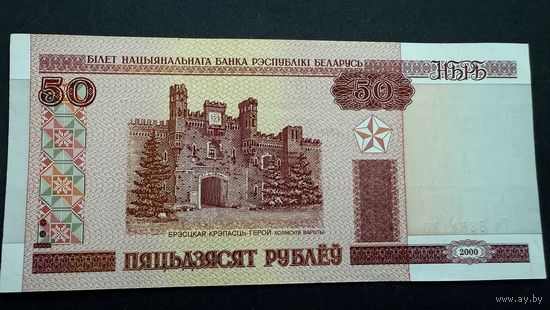 БІЛЕТ НАЦЫЯНАЛЬНАГА БАНКА РЭСПУБЛІКІ БЕЛАРУСЬ
НБРБ
50
50
БРЭСЦКАЯ КРЭПАСЦЬ-ГЕРОЙ ХОЛМСКІЯ ВАРОТЫ
ПЯЦЬДЗЯСЯТ РУБЛЁЎ
2000
www.ay.by